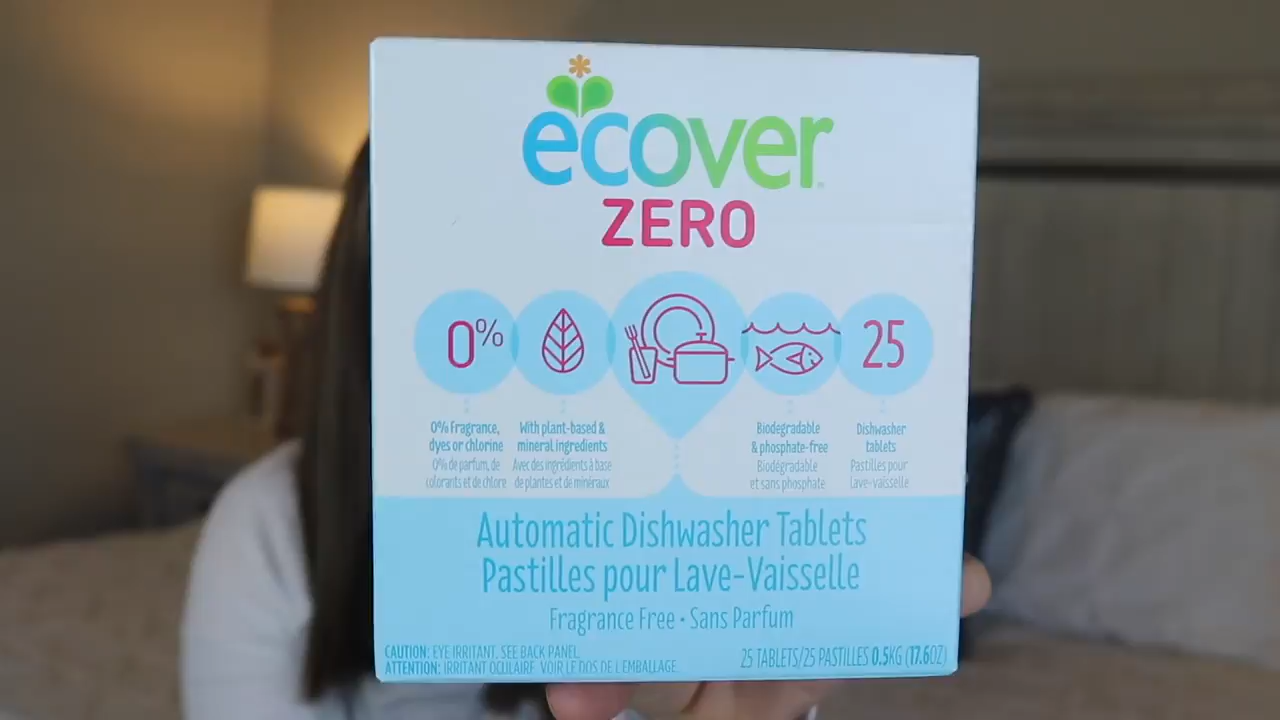 ecover
ZERO
0%
25
0% Fragrance,
dyes or chlorine
0% de parfum, de
colorants et de chlore
With plant-based &
mineral ingredients
Avec des ingrédients à base
de plantes et de minéraux
Biodegradable
& phosphate-free
Biodégradable
et sans phosphate
Dishwasher
tablets
Pastilles pour
lave-vaisselle
Automatic Dishwasher Tablets
Pastilles pour Lave-Vaisselle
Fragrance Free • Sans Parfum
CAUTION: EYE IRRITANT. SEE BACK PANEL.
ATTENTION: IRRITANT OCULAIRE. VOIR LE DOS DE L'EMBALLAGE.
25 TABLETS/25 PASTILLES 0.5KG (17.6OZ)